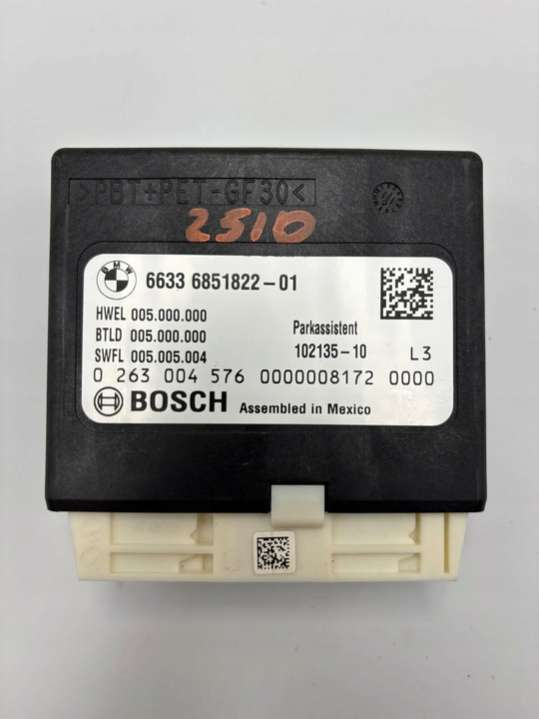 >PBT+PET-GF30<
2510
BMW
6633 6851822-01
HWEL 005.000.000
BTLD 005.000.000
Parkassistent
SWFL 005.005.004
102135-10 L3
0 263 004 576 0000008172 0000
BOSCH Assembled in Mexico